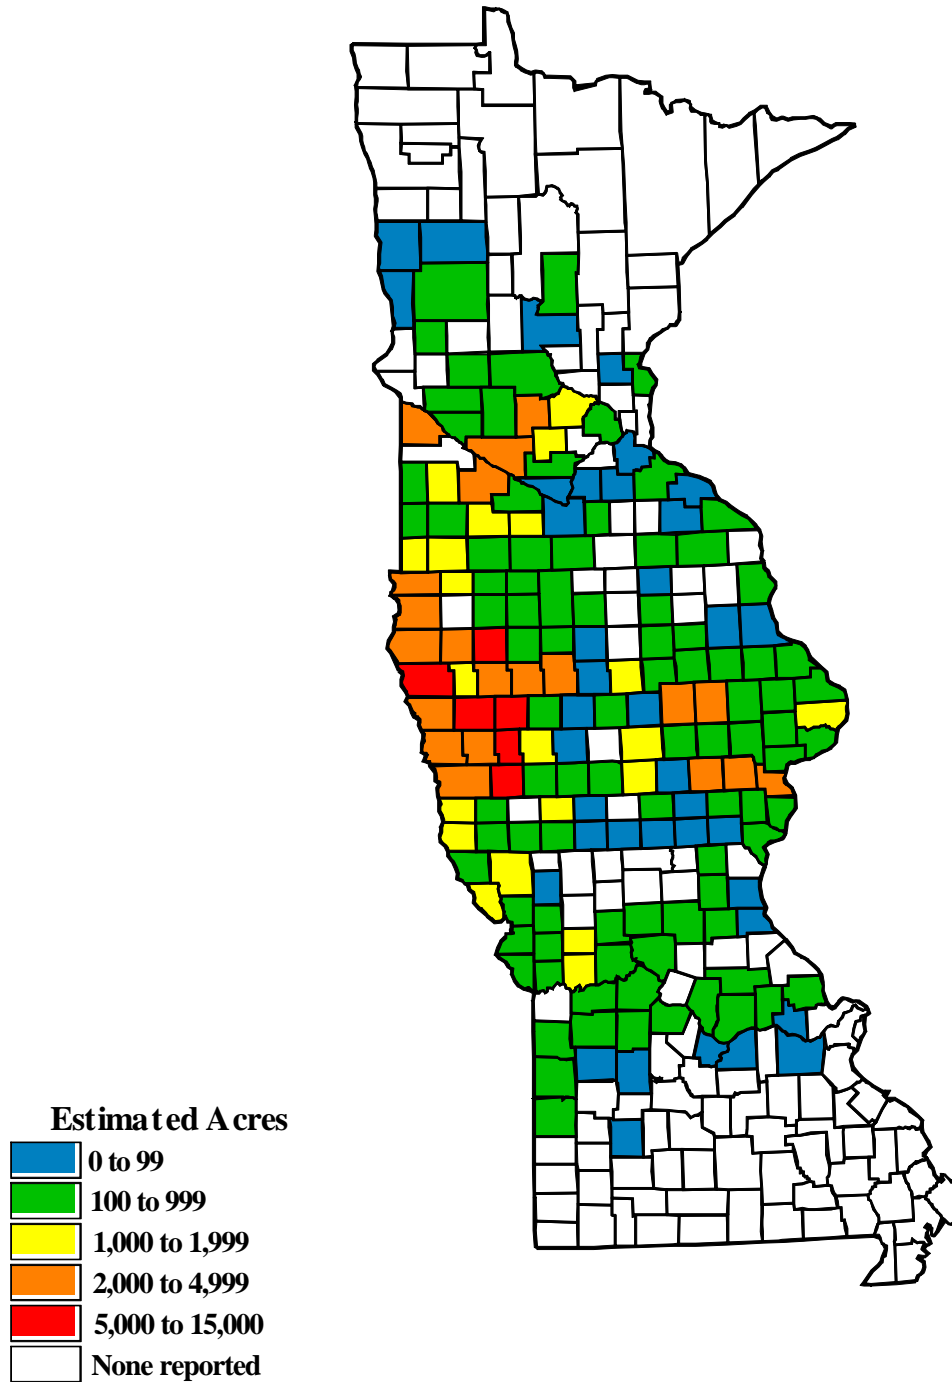 Estimated Acres
0 to 99
100 to 999
1,000 to 1,999
2,000 to 4,999
5,000 to 15,000
None reported